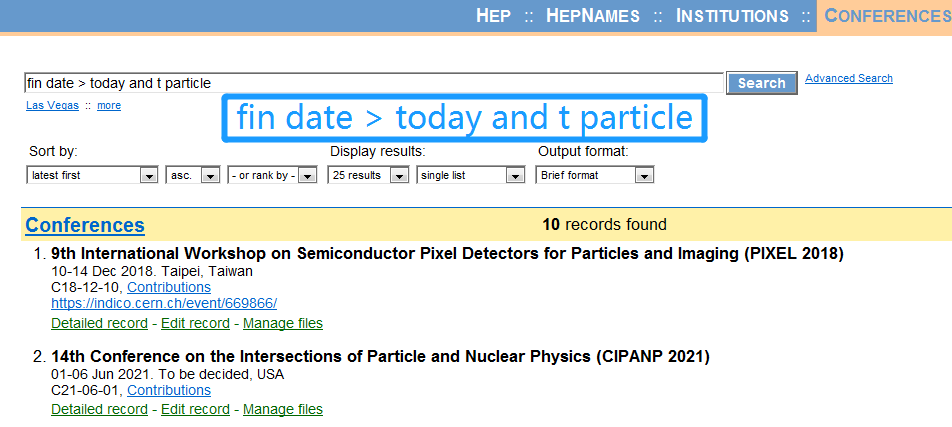 HEP :: HEPNAMES :: INSTITUTIONS :: CONFERENCES
fin date > today and t particle Search Advanced Search
Las Vegas :: more
fin date > today and t particle
Sort by: Display results: Output format:
latest first asc. - or rank by - 25 results single list Brief format
Conferences 10 records found
1. 9th International Workshop on Semiconductor Pixel Detectors for Particles and Imaging (PIXEL 2018)
10-14 Dec 2018. Taipei, Taiwan
C18-12-10, Contributions
https://indico.cern.ch/event/669866/
Detailed record - Edit record - Manage files
2. 14th Conference on the Intersections of Particle and Nuclear Physics (CIPANP 2021)
01-06 Jun 2021. To be decided, USA
C21-06-01, Contributions
Detailed record - Edit record - Manage files